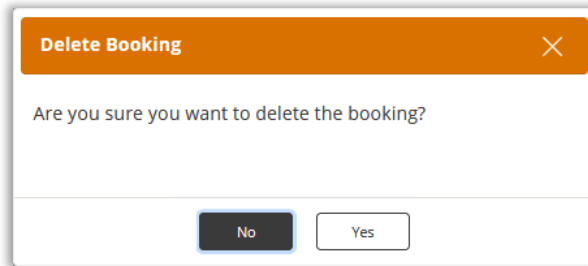 Delete Booking
Are you sure you want to delete the booking?
No
Yes